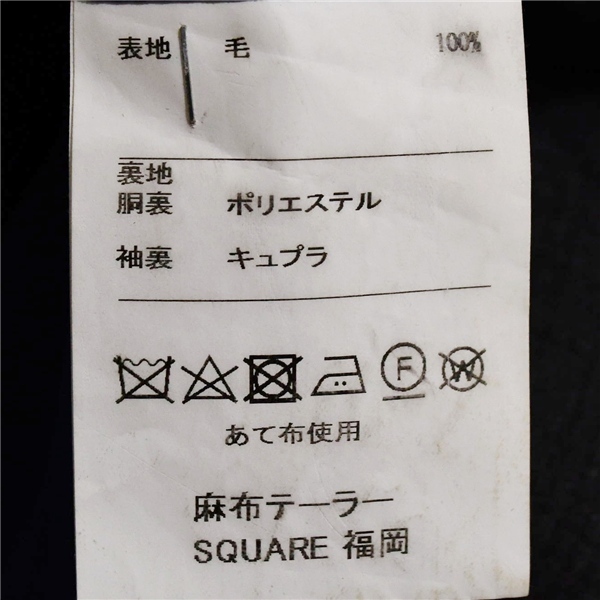 表地 毛 100%
裏地
胴裏 ポリエステル
袖裏 キュプラ
F W
あて布使用
麻布テーラー
SQUARE 福岡